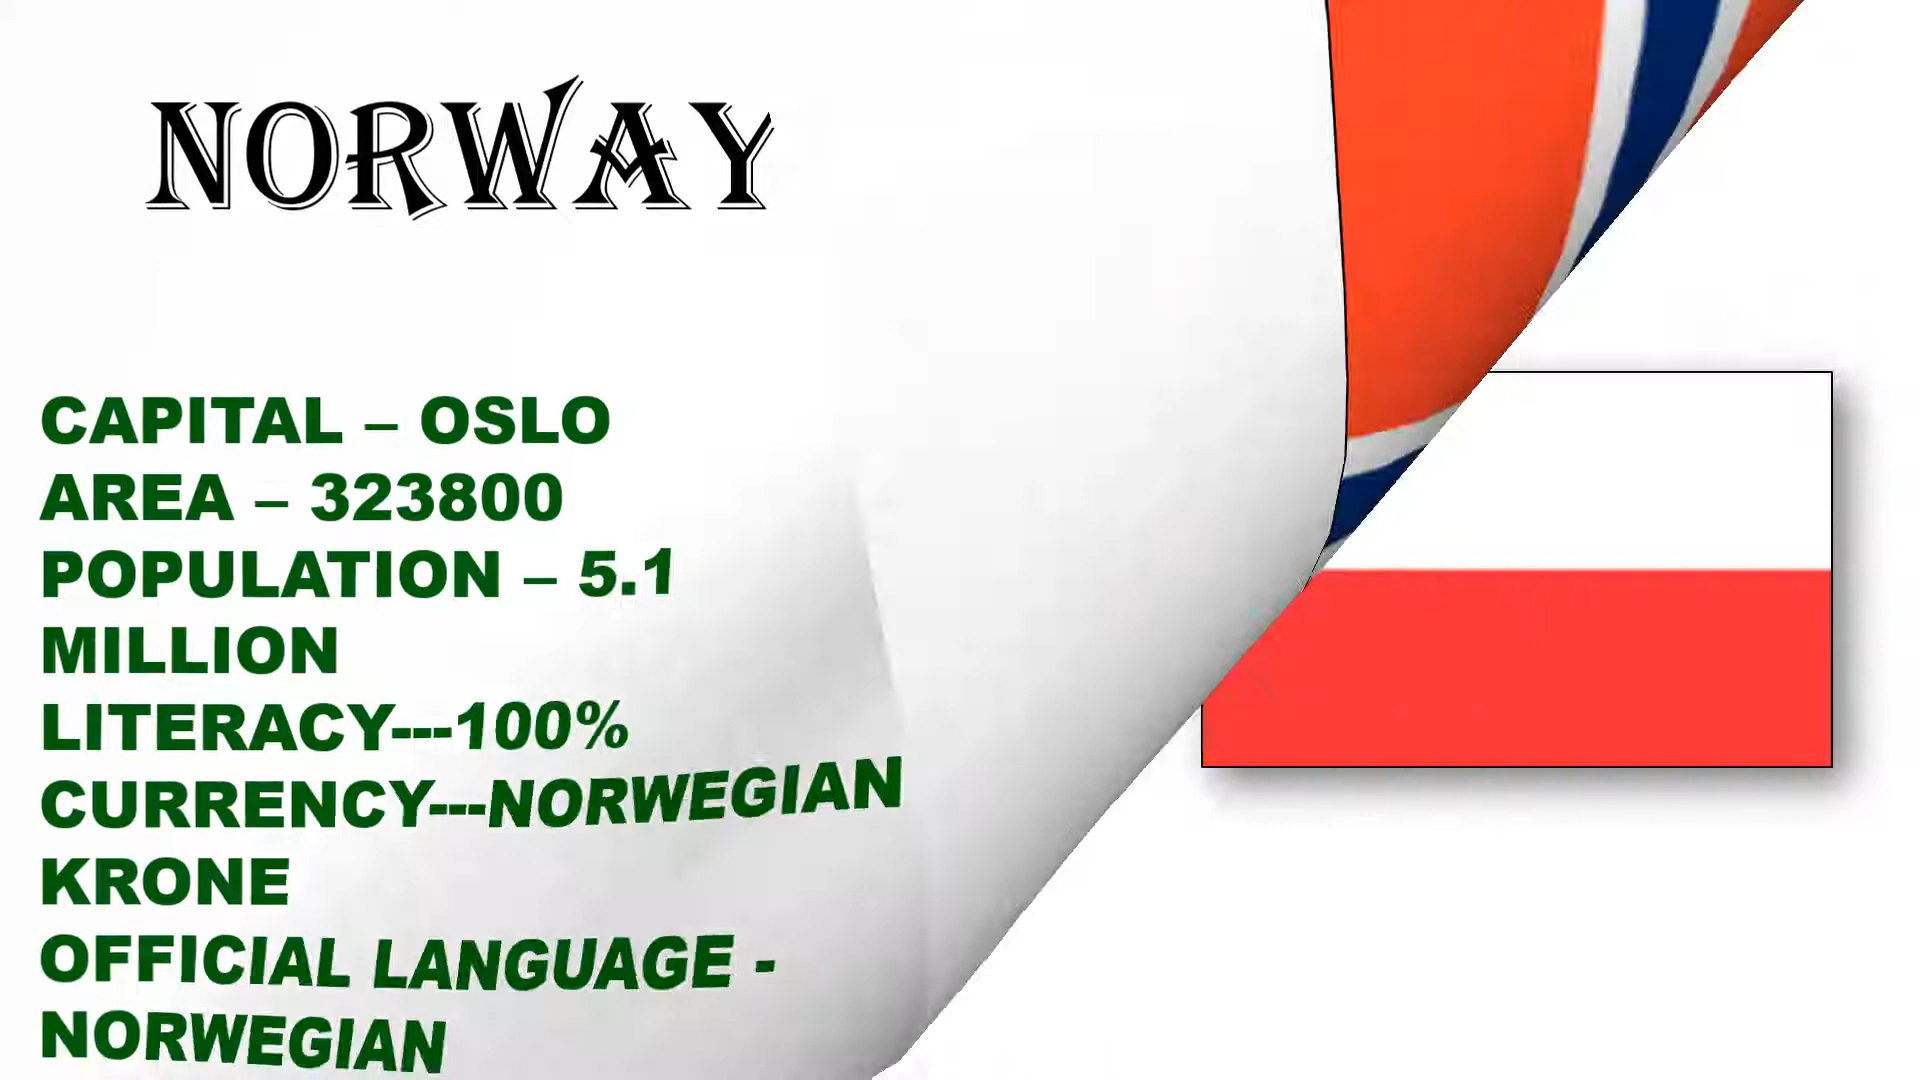 NORWAY
CAPITAL – OSLO
AREA – 323800
POPULATION – 5.1
MILLION
LITERACY---100%
CURRENCY---NORWEGIAN
KRONE
OFFICIAL LANGUAGE -
NORWEGIAN